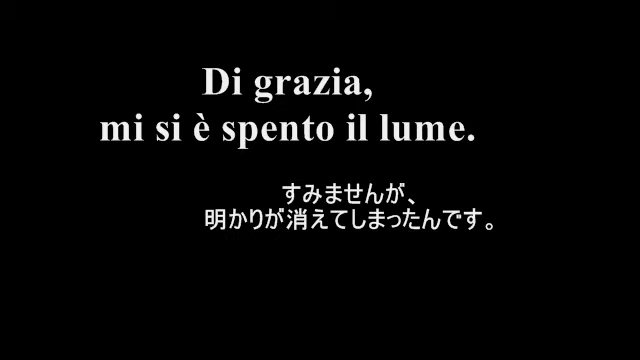 Di grazia,
mi si è spento il lume.
すみませんが、
明かりが消えてしまったんです。